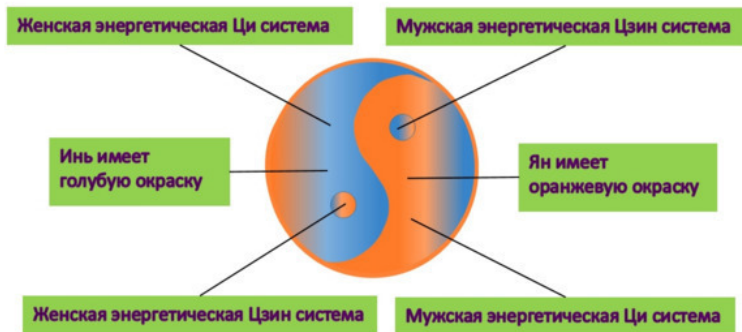 Женская энергетическая Ци система
Мужская энергетическая Цзин система
Инь имеет
голубую окраску
Ян имеет
оранжевую окраску
Женская энергетическая Цзин система
Мужская энергетическая Ци система